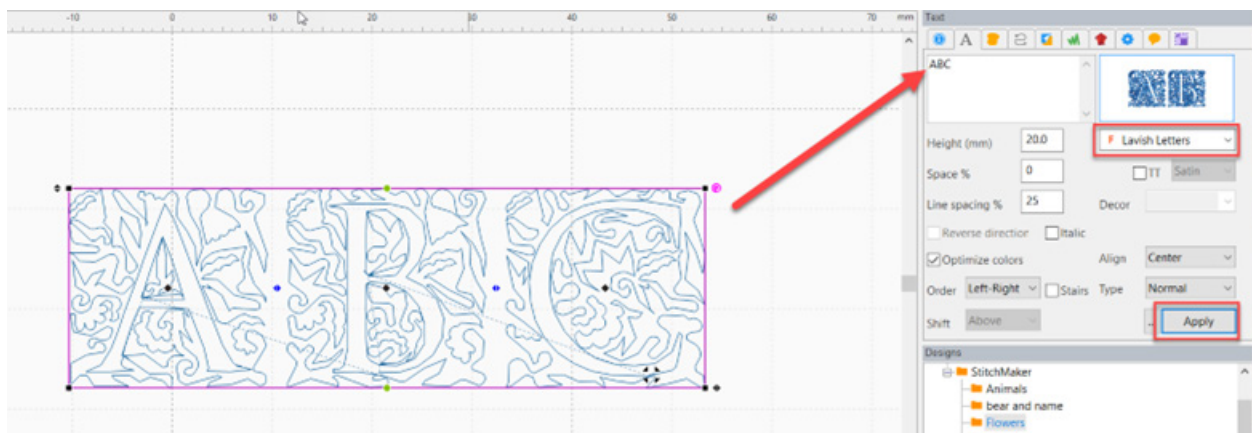 -10 0 10 20 30 40 50 60 70 mm
Text
A
ABC
Height (mm) 20.0
F Lavish Letters
Space % 0
TT Satin
Line spacing % 25
Decor
Reverse directior Italic
Optimize colors
Align Center
Order Left-Right Stairs Type Normal
Shift Above
... Apply
Designs
StitchMaker
Animals
bear and name
Flowers
ABC